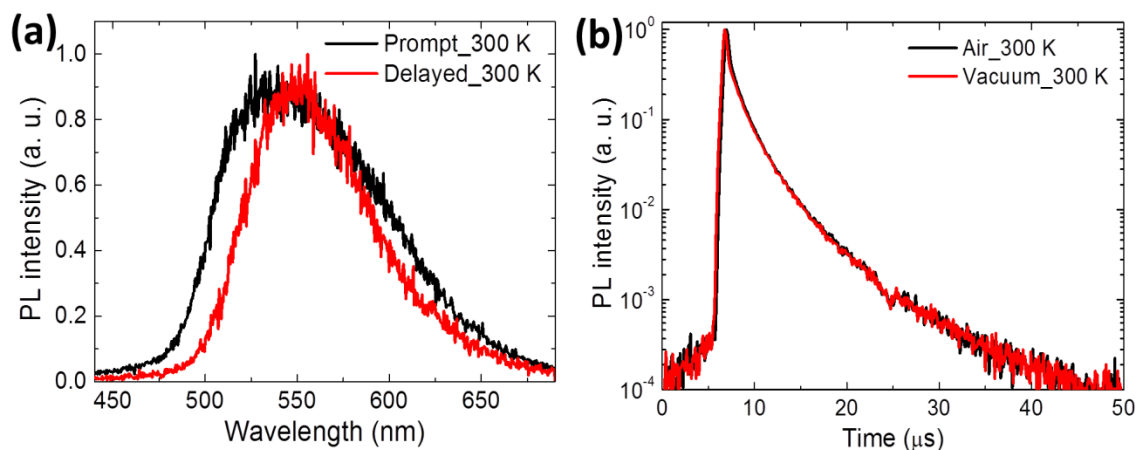 (a)
Prompt_300 K
Delayed_300 K
1.0
0.8
0.6
0.4
0.2
0.0
PL intensity (a. u.)
450 500 550 600 650
Wavelength (nm)
(b)
Air_300 K
Vacuum_300 K
10⁰
10⁻¹
10⁻²
10⁻³
10⁻⁴
PL intensity (a. u.)
0 10 20 30 40 50
Time (μs)